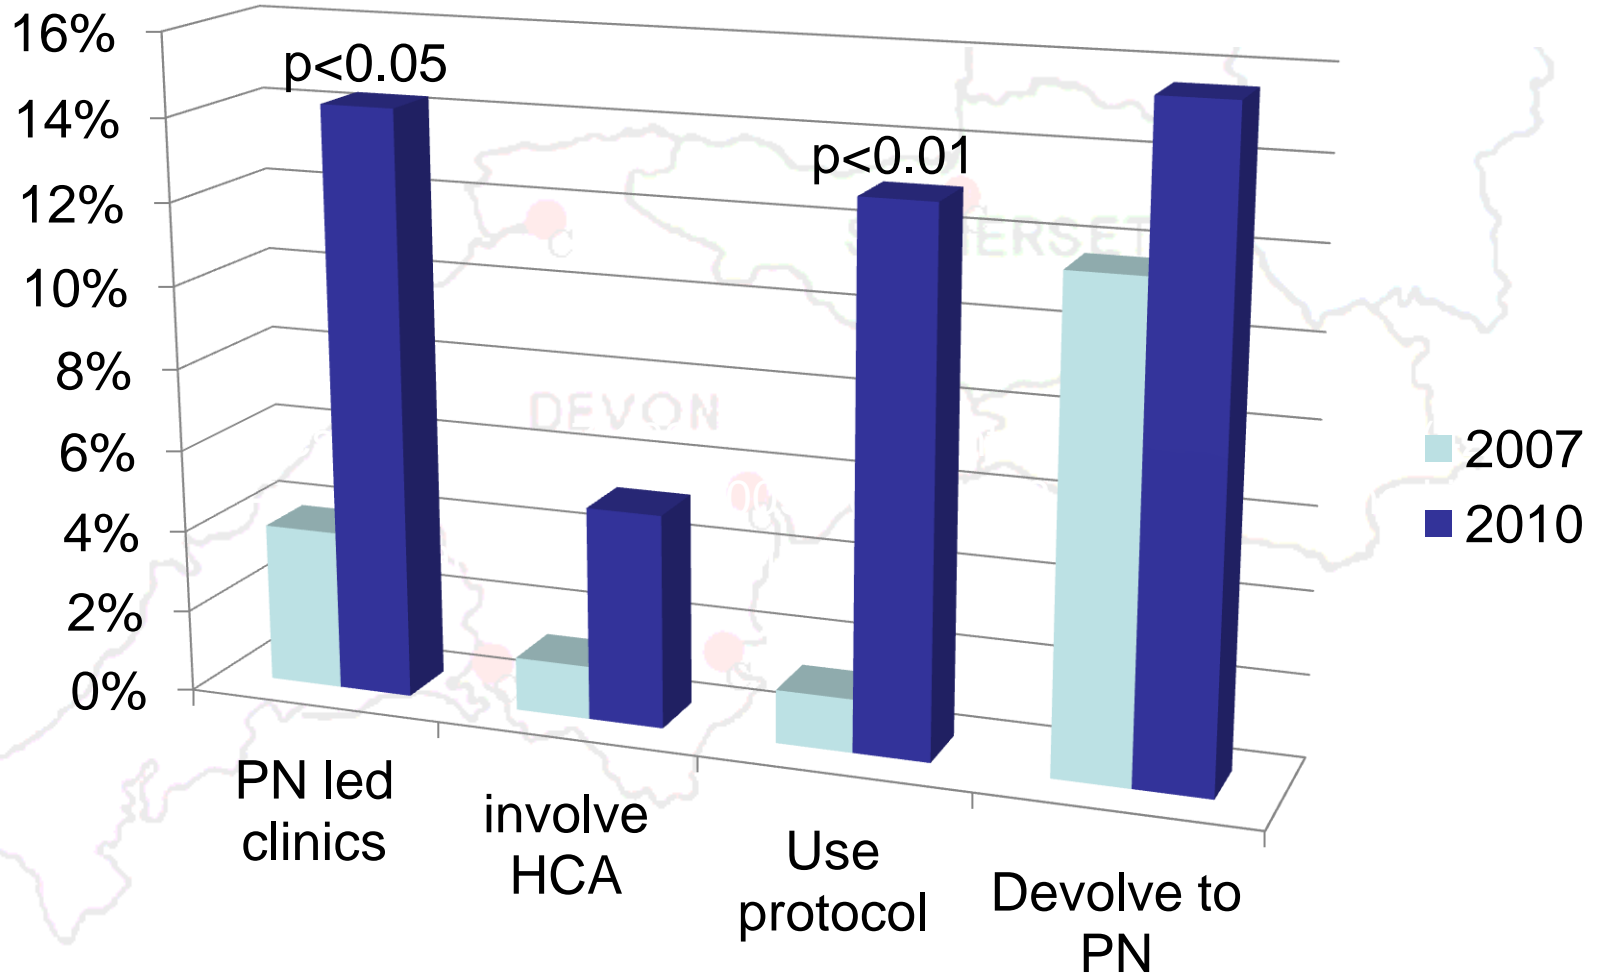 16%
14%
12%
10%
8%
6%
4%
2%
0%
p<0.05
p<0.01
DEVON
C
C
C
C
PN led
clinics
involve
HCA
Use
protocol
Devolve to
PN
2007
2010